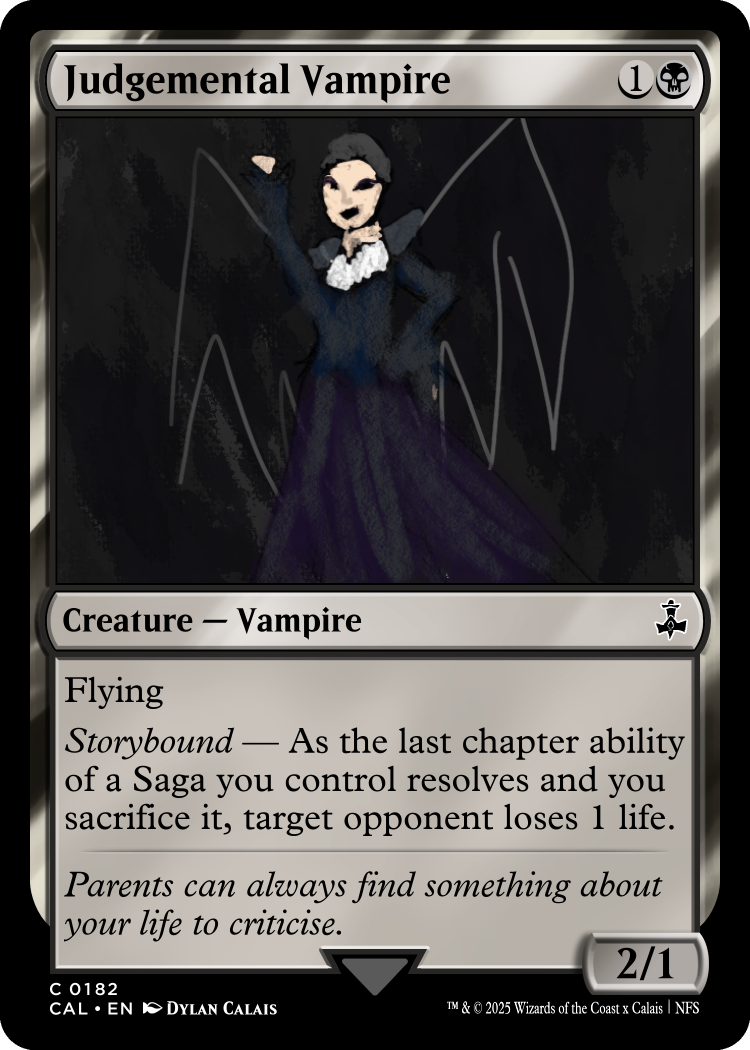 Judgemental Vampire 1
Creature — Vampire
Flying
Storybound — As the last chapter ability
of a Saga you control resolves and you
sacrifice it, target opponent loses 1 life.
Parents can always find something about
your life to criticise.
2/1
C 0182
CAL • EN DYLAN CALAIS
™ & © 2025 Wizards of the Coast x Calais | NFS